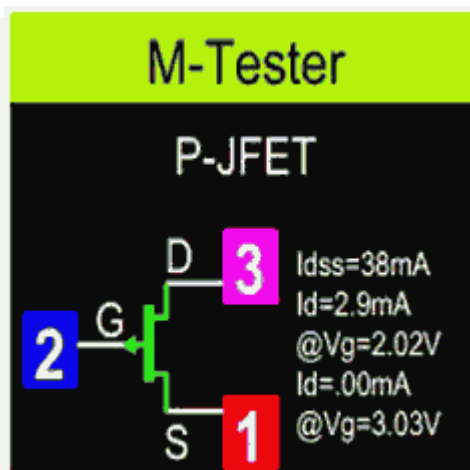 M-Tester
P-JFET
D
3
Idss=38mA
Id=2.9mA
2
G
@Vg=2.02V
Id=.00mA
S
1
@Vg=3.03V